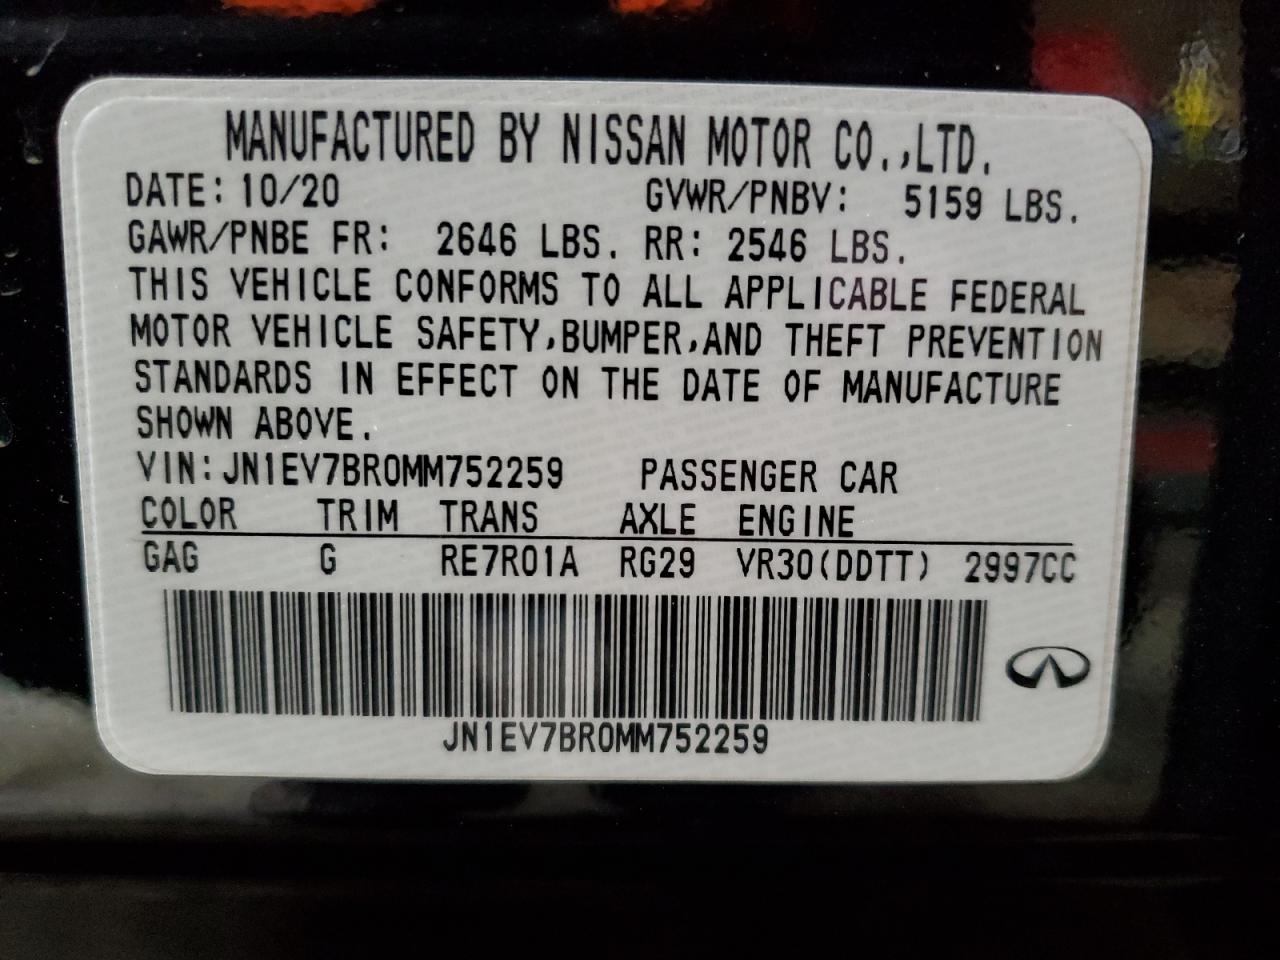 MANUFACTURED BY NISSAN MOTOR CO.,LTD.
DATE: 10/20 GVWR/PNBV: 5159 LBS.
GAWR/PNBE FR: 2646 LBS. RR: 2546 LBS.
THIS VEHICLE CONFORMS TO ALL APPLICABLE FEDERAL
MOTOR VEHICLE SAFETY,BUMPER,AND THEFT PREVENTION
STANDARDS IN EFFECT ON THE DATE OF MANUFACTURE
SHOWN ABOVE.
VIN:JN1EV7BR0MM752259 PASSENGER CAR
COLOR TRIM TRANS AXLE ENGINE
GAG G RE7R01A RG29 VR30(DDTT) 2997CC
JN1EV7BR0MM752259